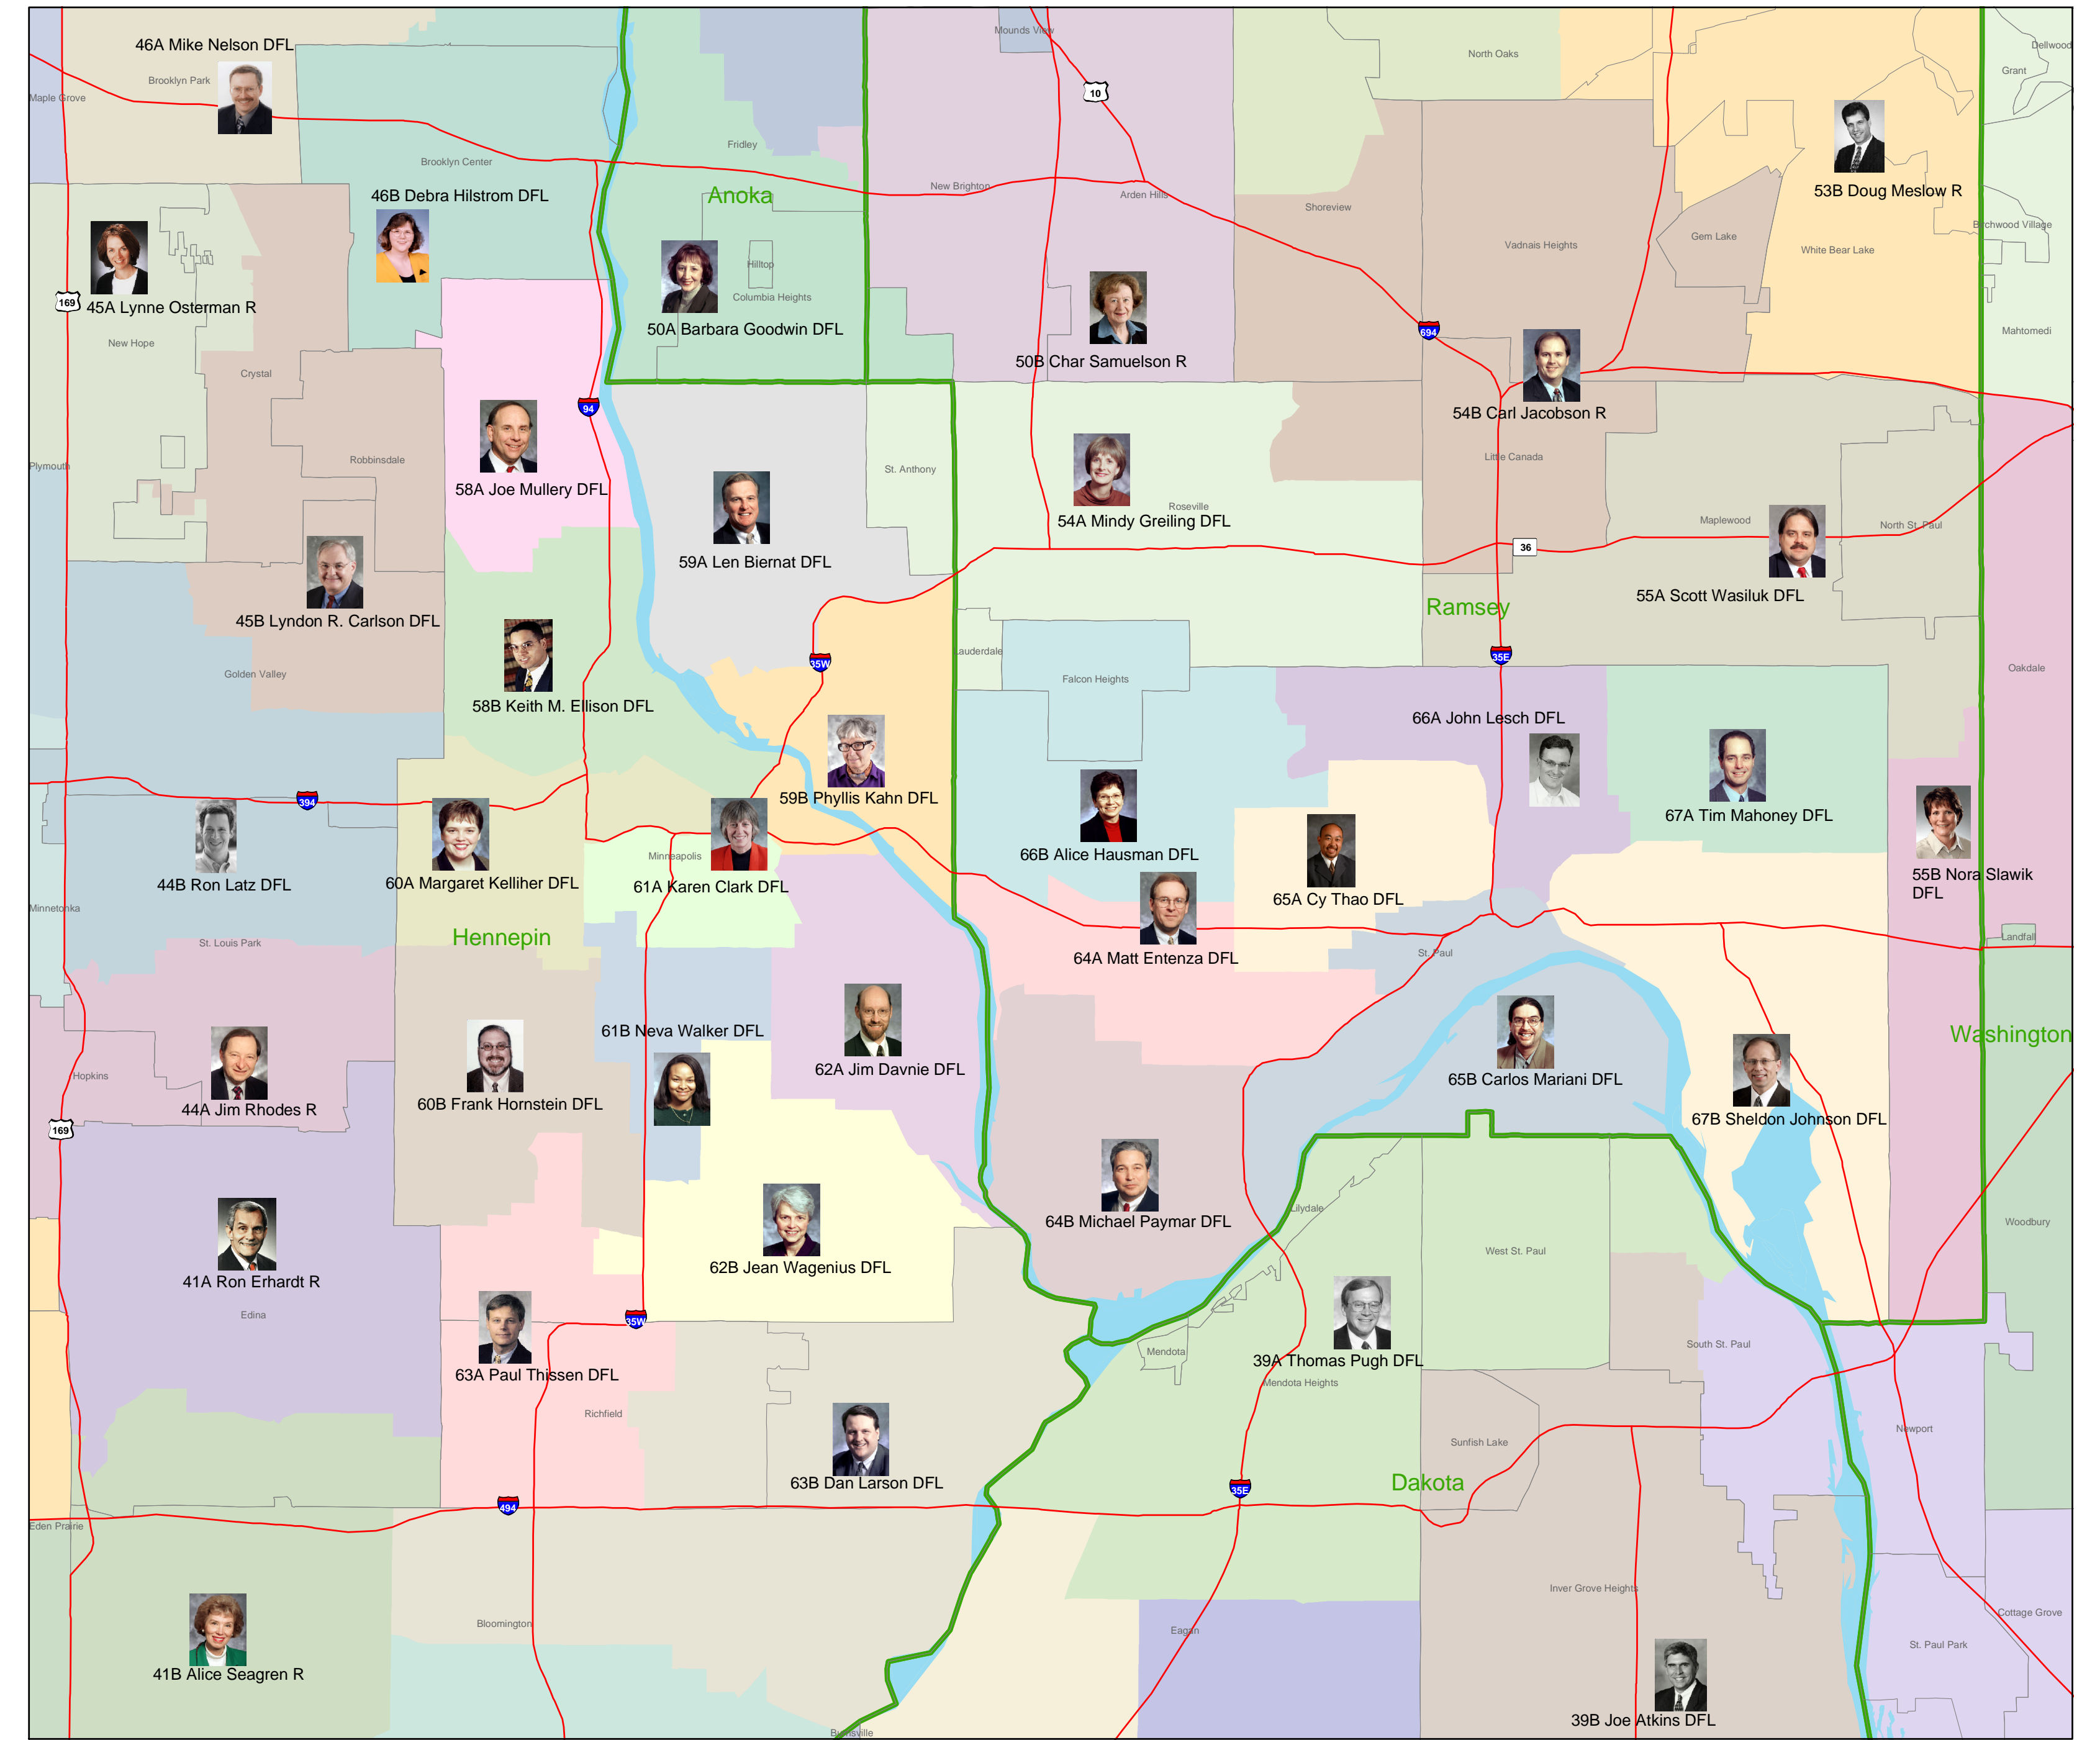 46A Mike Nelson DFL
Mounds View
Dellwood
Brooklyn Park
North Oaks
Grant
Maple Grove
10
Fridley
Brooklyn Center
46B Debra Hilstrom DFL
Anoka
New Brighton
Arden Hills
Shoreview
53B Doug Meslow R
Birchwood Village
Vadnais Heights
Gem Lake
White Bear Lake
Hilltop
Columbia Heights
169
45A Lynne Osterman R
50A Barbara Goodwin DFL
694
Mahtomedi
New Hope
50B Char Samuelson R
Crystal
94
54B Carl Jacobson R
Plymouth
Robbinsdale
St. Anthony
Little Canada
58A Joe Mullery DFL
Roseville
54A Mindy Greiling DFL
Maplewood
North St. Paul
36
59A Len Biernat DFL
55A Scott Wasiluk DFL
Ramsey
45B Lyndon R. Carlson DFL
Lauderdale
35W
35E
Oakdale
Golden Valley
Falcon Heights
58B Keith M. Ellison DFL
66A John Lesch DFL
394
59B Phyllis Kahn DFL
67A Tim Mahoney DFL
Minneapolis
66B Alice Hausman DFL
44B Ron Latz DFL
60A Margaret Kelliher DFL
61A Karen Clark DFL
65A Cy Thao DFL
55B Nora Slawik
DFL
Minnetonka
Hennepin
St. Louis Park
Landfall
64A Matt Entenza DFL
St. Paul
61B Neva Walker DFL
Washington
62A Jim Davnie DFL
Hopkins
65B Carlos Mariani DFL
44A Jim Rhodes R
60B Frank Hornstein DFL
67B Sheldon Johnson DFL
169
Lilydale
64B Michael Paymar DFL
Woodbury
West St. Paul
62B Jean Wagenius DFL
41A Ron Erhardt R
Edina
35W
South St. Paul
Mendota
39A Thomas Pugh DFL
63A Paul Thissen DFL
Mendota Heights
Richfield
Newport
Sunfish Lake
63B Dan Larson DFL
Dakota
35E
494
Eden Prairie
Inver Grove Heights
Cottage Grove
Bloomington
Eagan
St. Paul Park
41B Alice Seagren R
39B Joe Atkins DFL
Burnsville